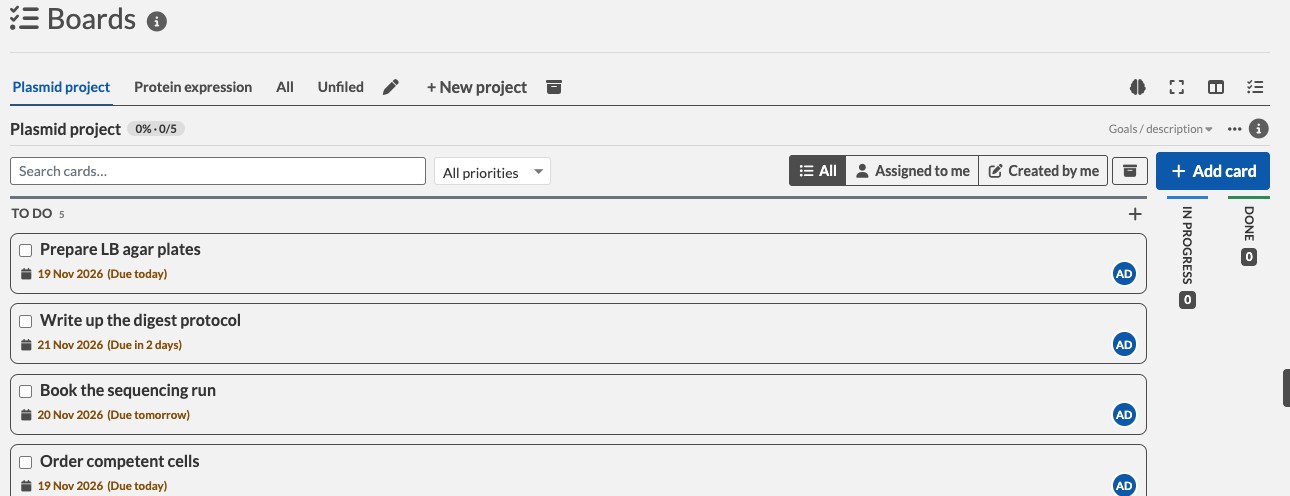 Boards
Plasmid project Protein expression All Unfiled + New project
Plasmid project 0% · 0/5 Goals / description
Search cards... All priorities All Assigned to me Created by me + Add card
TO DO 5
IN PROGRESS 0
DONE 0
Prepare LB agar plates
19 Nov 2026 (Due today) AD
Write up the digest protocol
21 Nov 2026 (Due in 2 days) AD
Book the sequencing run
20 Nov 2026 (Due tomorrow) AD
Order competent cells
19 Nov 2026 (Due today) AD